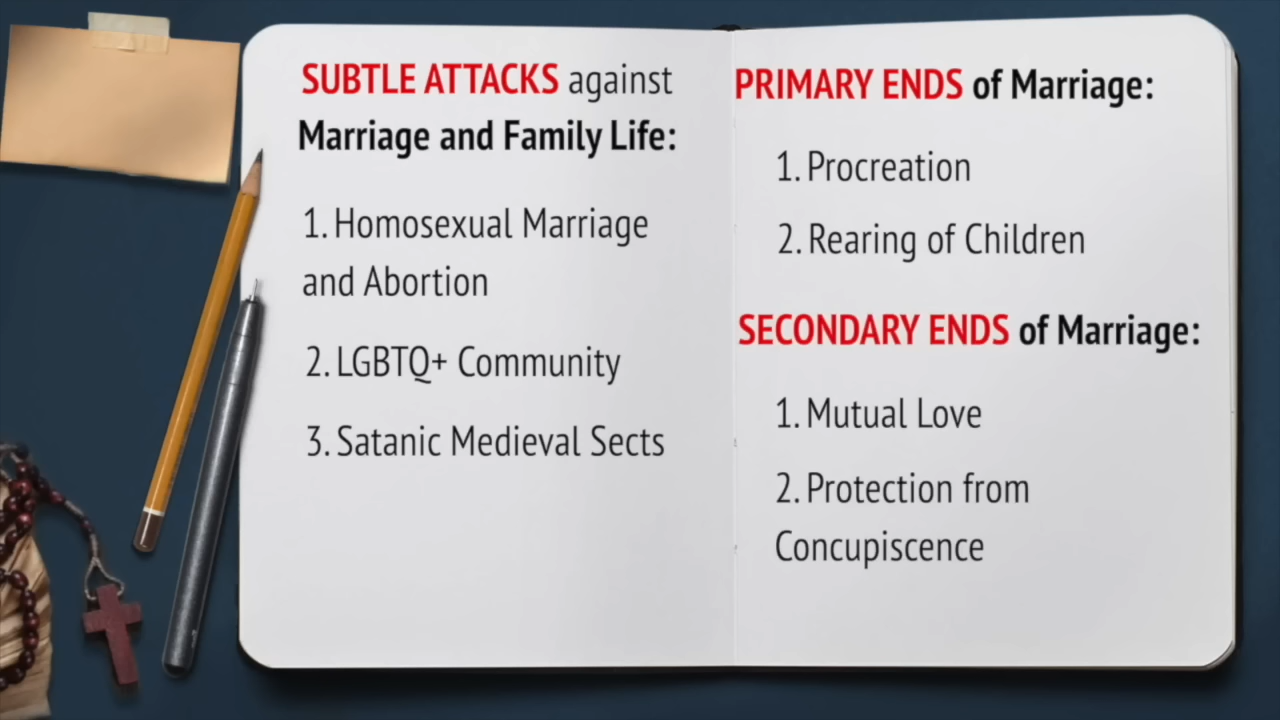 SUBTLE ATTACKS against
Marriage and Family Life:
1. Homosexual Marriage
and Abortion
2. LGBTQ+ Community
3. Satanic Medieval Sects
PRIMARY ENDS of Marriage:
1. Procreation
2. Rearing of Children
SECONDARY ENDS of Marriage:
1. Mutual Love
2. Protection from
Concupiscence